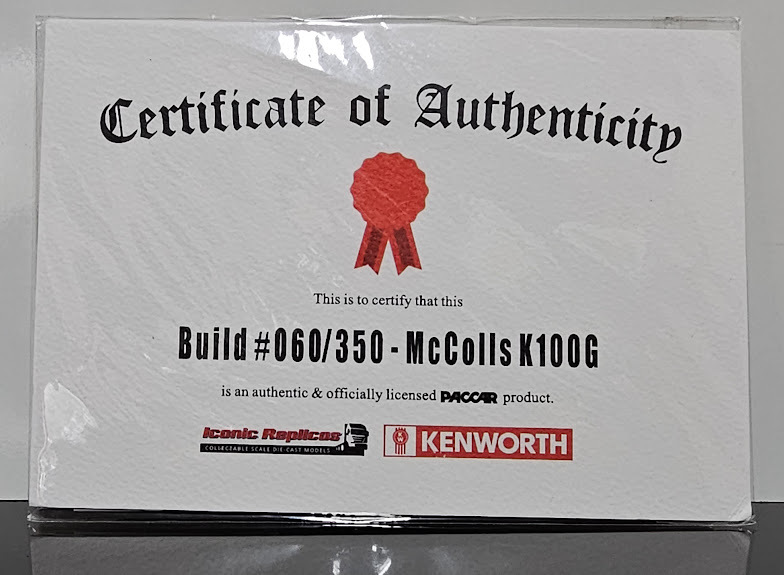 Certificate of Authenticity
This is to certify that this
Build #060/350 - McColls K100G
is an authentic & officially licensed PACCAR product.
Iconic Replicas
COLLECTABLE SCALE DIE-CAST MODELS
KENWORTH